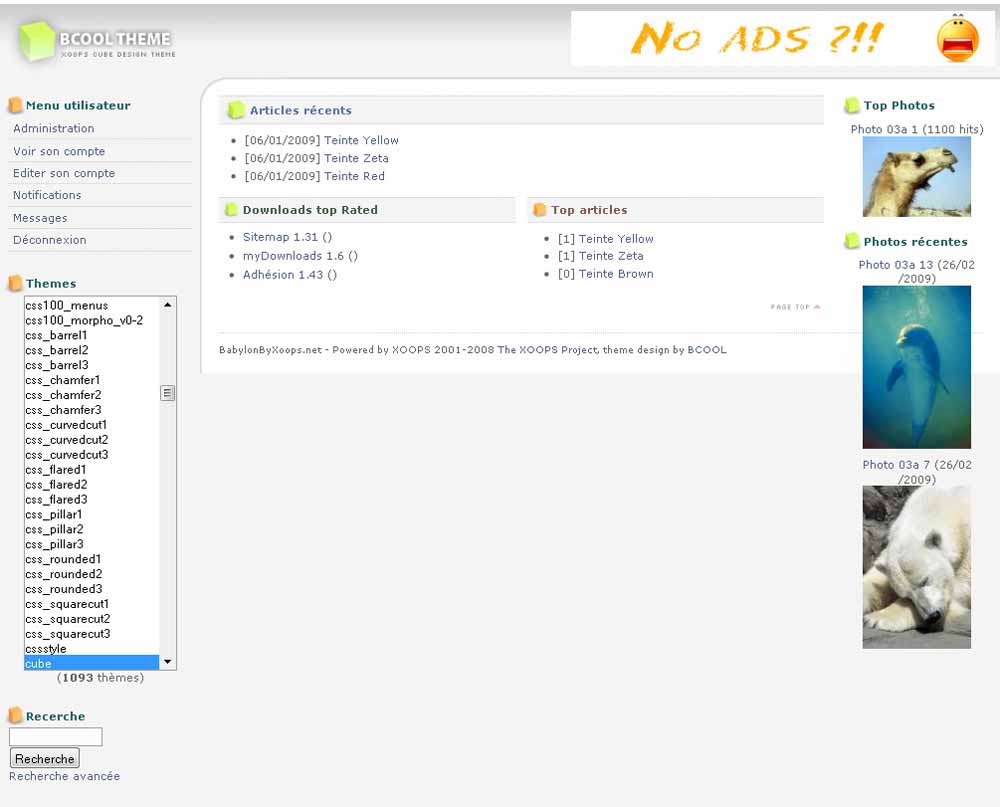 BCOOL THEME
XOOPS CUBE DESIGN THEME
No ADS ?!!
Menu utilisateur
Administration
Voir son compte
Editer son compte
Notifications
Messages
Déconnexion
Themes
css100_menus
css100_morpho_v0-2
css_barrel1
css_barrel2
css_barrel3
css_chamfer1
css_chamfer2
css_chamfer3
css_curvedcut1
css_curvedcut2
css_curvedcut3
css_flared1
css_flared2
css_flared3
css_pillar1
css_pillar2
css_pillar3
css_rounded1
css_rounded2
css_rounded3
css_squarecut1
css_squarecut2
css_squarecut3
cssstyle
cube
(1093 thèmes)
Recerche
Recherche
Recherche avancée
Articles récents
[06/01/2009] Teinte Yellow
[06/01/2009] Teinte Zeta
[06/01/2009] Teinte Red
Downloads top Rated
Sitemap 1.31 ()
myDownloads 1.6 ()
Adhésion 1.43 ()
Top articles
[1] Teinte Yellow
[1] Teinte Zeta
[0] Teinte Brown
PAGE TOP
BabylonByXoops.net - Powered by XOOPS 2001-2008 The XOOPS Project, theme design by BCOOL
Top Photos
Photo 03a 1 (1100 hits)
Photos récentes
Photo 03a 13 (26/02
/2009)
Photo 03a 7 (26/02
/2009)